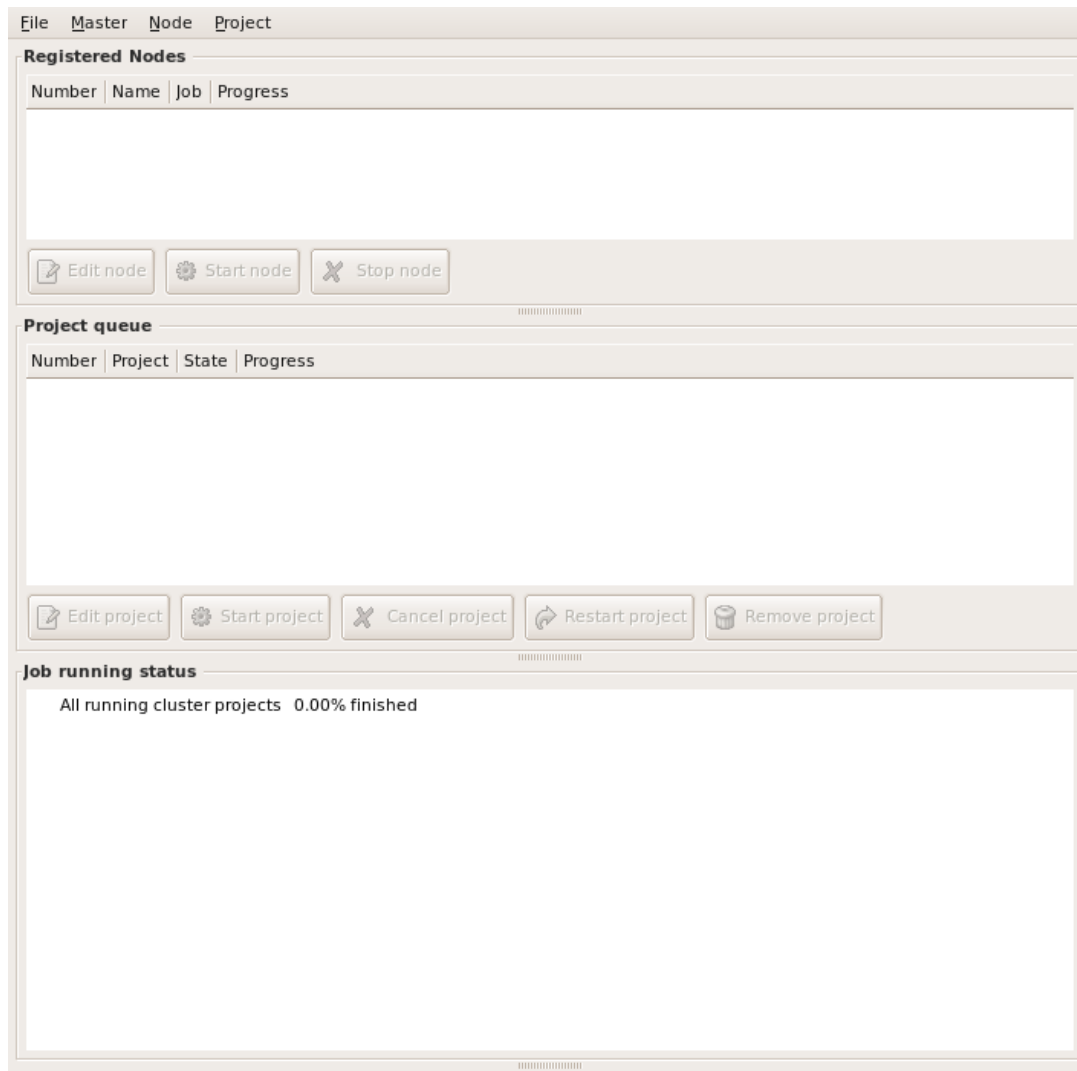 File Master Node Project
Registered Nodes
Number Name Job Progress
Edit node Start node Stop node
Project queue
Number Project State Progress
Edit project Start project Cancel project Restart project Remove project
Job running status
All running cluster projects 0.00% finished